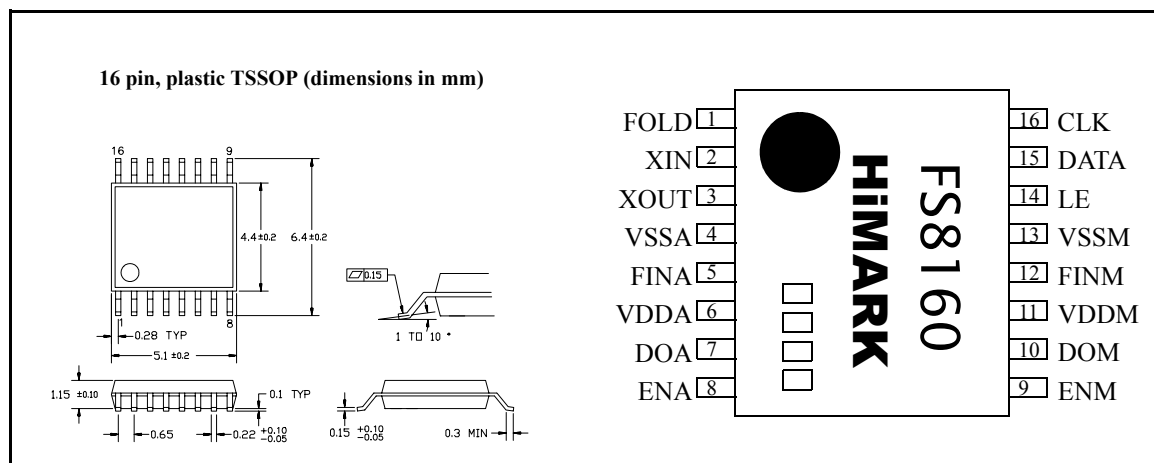 16 pin, plastic TSSOP (dimensions in mm)
16
9
4.4 ±0.2
6.4 ±0.2
1
8
0.28 TYP
5.1 ±0.2
0.15
1 TO 10 °
1.15 ±0.10
0.1 TYP
0.65
0.22 +0.10 -0.05
0.15 +0.10 -0.05
0.3 MIN
FOLD 1
XIN 2
XOUT 3
VSSA 4
FINA 5
VDDA 6
DOA 7
ENA 8
HiMARK
FS8160
16 CLK
15 DATA
14 LE
13 VSSM
12 FINM
11 VDDM
10 DOM
9 ENM